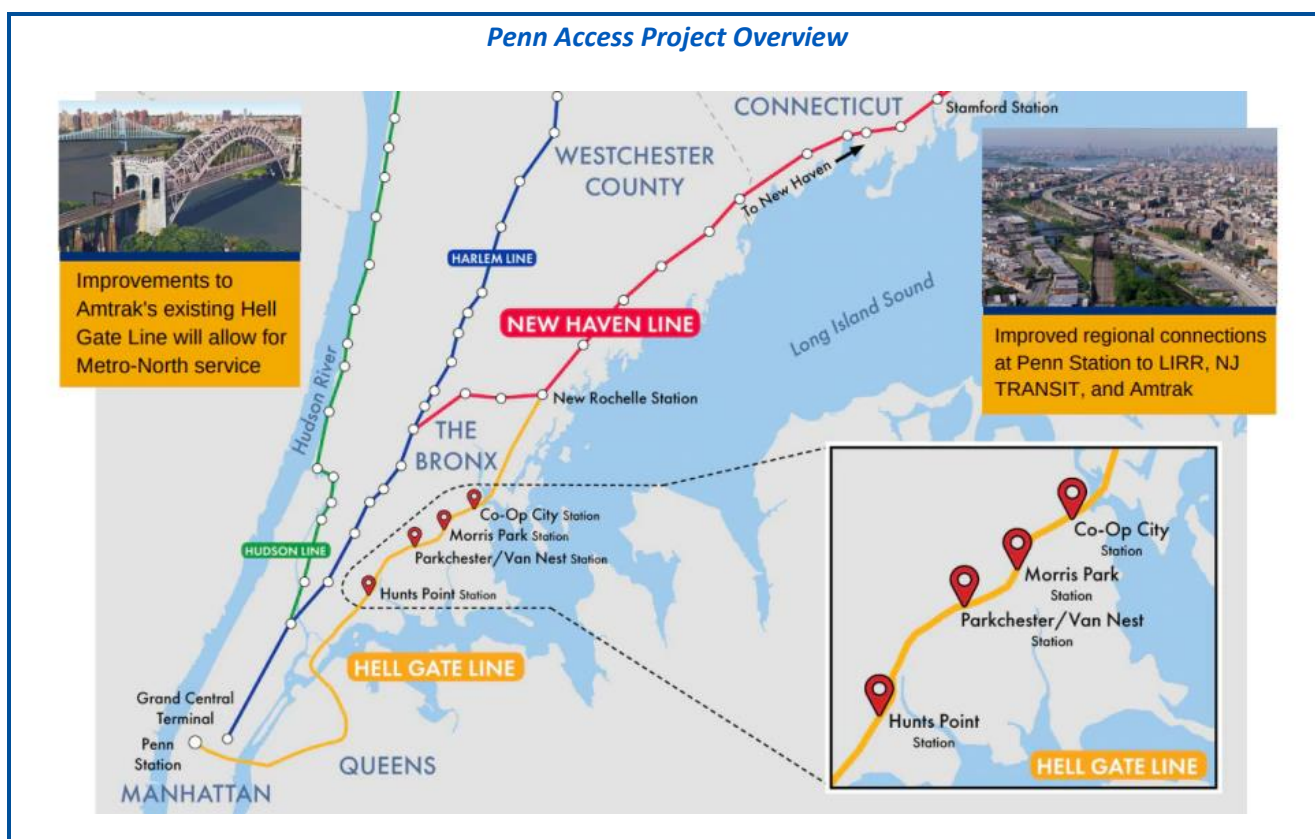 Penn Access Project Overview
Improvements to
Amtrak's existing Hell
Gate Line will allow for
Metro-North service
CONNECTICUT
Stamford Station
WESTCHESTER
COUNTY
To New Haven
HARLEM LINE
NEW HAVEN LINE
Long Island Sound
Improved regional connections
at Penn Station to LIRR, NJ
TRANSIT, and Amtrak
Hudson River
New Rochelle Station
THE
BRONX
Co-Op City Station
Morris Park Station
Parkchester/Van Nest Station
HUDSON LINE
Hunts Point Station
HELL GATE LINE
Grand Central
Terminal
Penn
Station
QUEENS
MANHATTAN
Co-Op City
Station
Morris Park
Station
Parkchester/Van Nest
Station
Hunts Point
Station
HELL GATE LINE